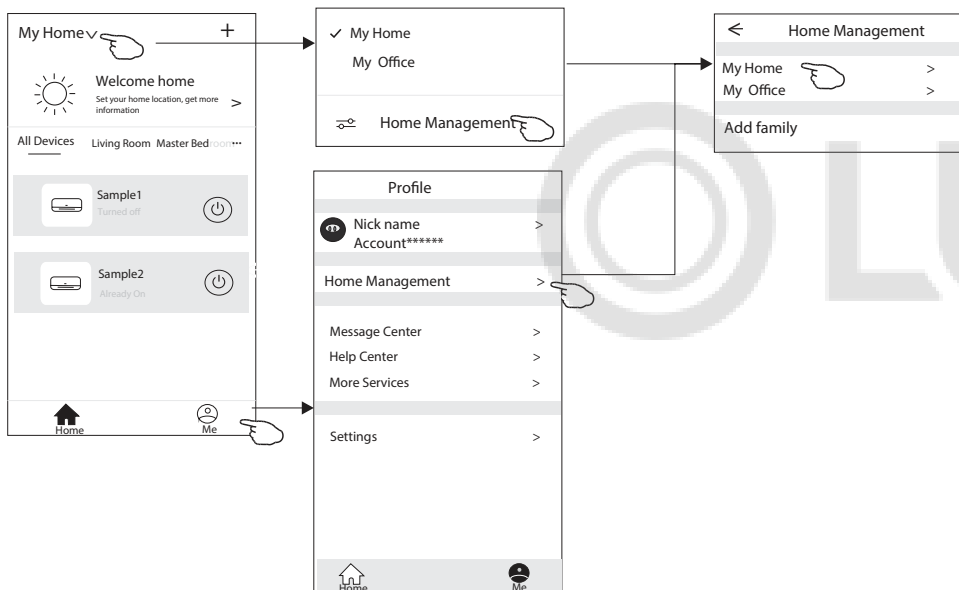 My Home
+
Welcome home
Set your home location, get more
information
>
All Devices
Living Room Master Bedroom...
Sample1
Turned off
Sample2
Already On
Home
Me
✓ My Home
My Office
Home Management
Profile
Nick name >
Account******
Home Management >
Message Center >
Help Center >
More Services >
Settings >
Home
Me
Home Management
My Home >
My Office >
Add family